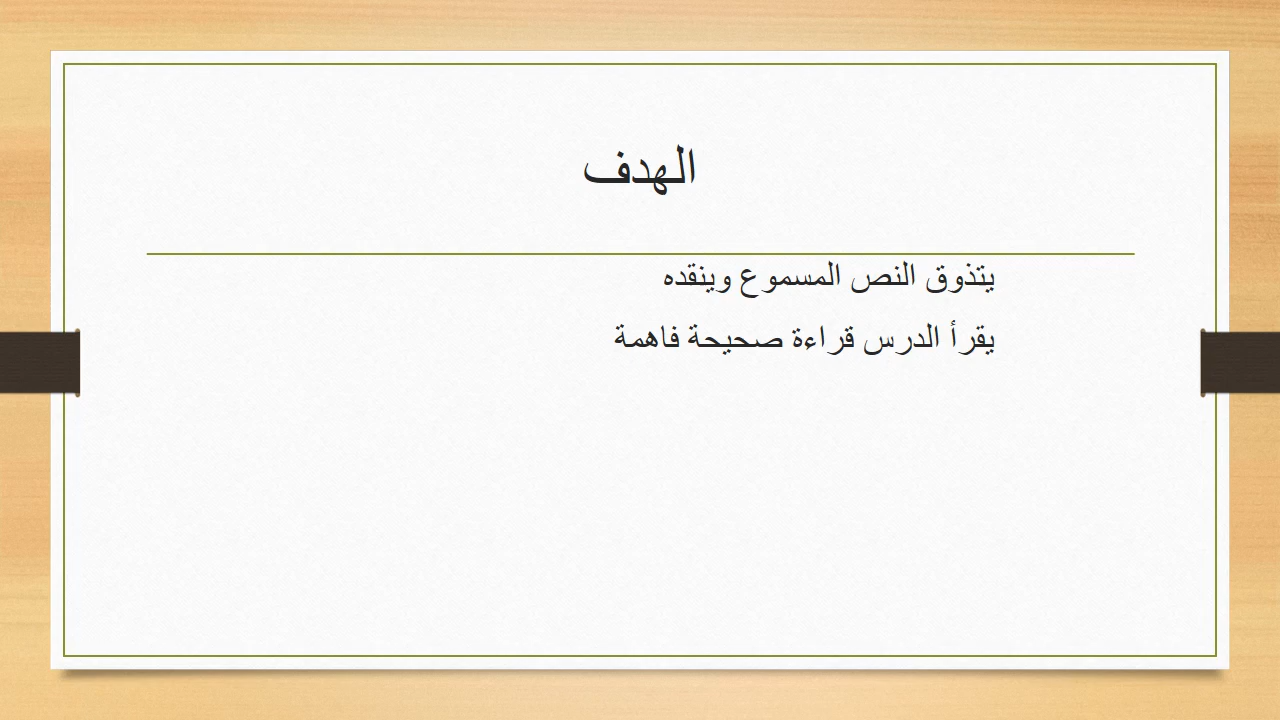 الهدف
يتذوق النص المسموع وينقده
يقرأ الدرس قراءة صحيحة فاهمة